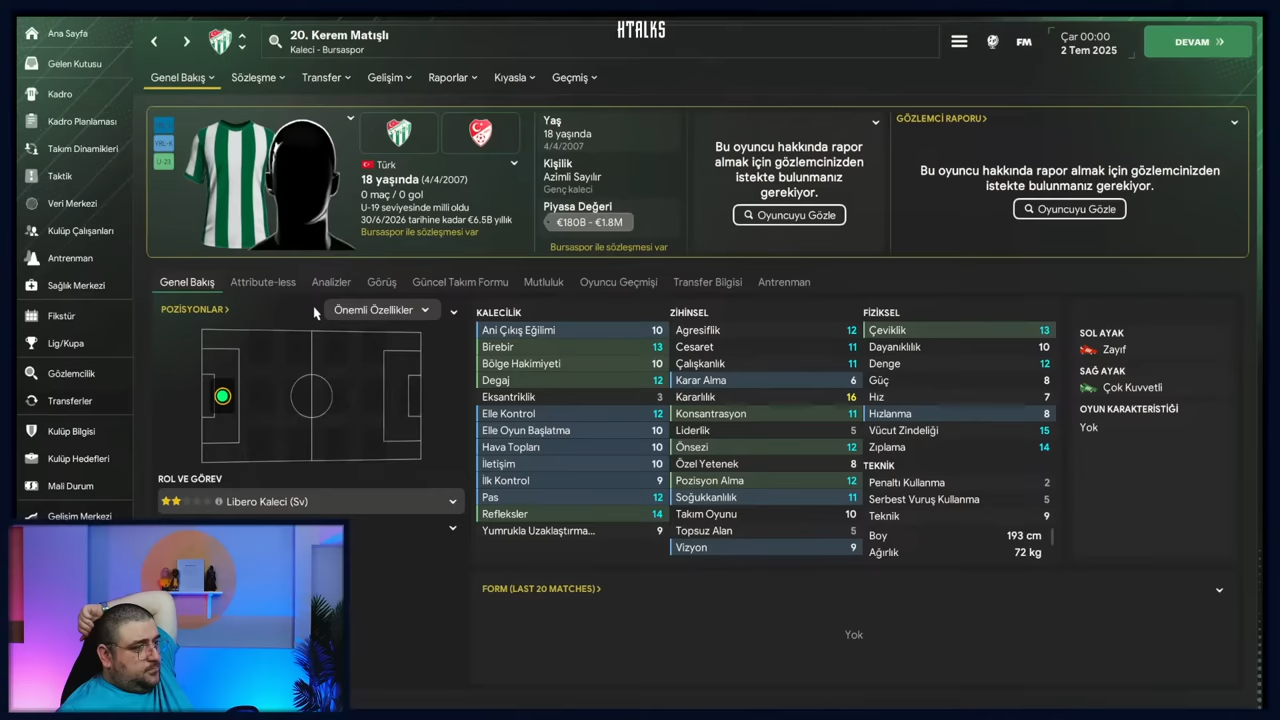 Ana Sayfa
Gelen Kutusu
Kadro
Kadro Planlaması
Takım Dinamikleri
Taktik
Veri Merkezi
Kulüp Çalışanları
Antrenman
Sağlık Merkezi
Fikstür
Lig/Kupa
Gözlemcilik
Transferler
Kulüp Bilgisi
Kulüp Hedefleri
Mali Durum
Gelişim Merkezi
20. Kerem Matışlı
Kaleci - Bursaspor
HTALKS
FM
Çar 00:00
2 Tem 2025
DEVAM
Genel Bakış
Sözleşme
Transfer
Gelişim
Raporlar
Kıyasla
Geçmiş
YRL-K
U-23
Türk
18 yaşında (4/4/2007)
0 maç / 0 gol
U-19 seviyesinde milli oldu
30/6/2026 tarihine kadar €6.5B yıllık
Bursaspor ile sözleşmesi var
Yaş
18 yaşında
4/4/2007
Kişilik
Azimli Sayılır
Genç kaleci
Piyasa Değeri
€180B - €1.8M
Bursaspor ile sözleşmesi var
Bu oyuncu hakkında rapor
almak için gözlemcinizden
istekte bulunmanız
gerekiyor.
Oyuncuyu Gözle
GÖZLEMCİ RAPORU
Bu oyuncu hakkında rapor almak için gözlemcinizden
istekte bulunmanız gerekiyor.
Oyuncuyu Gözle
Genel Bakış
Attribute-less
Analizler
Görüş
Güncel Takım Formu
Mutluluk
Oyuncu Geçmişi
Transfer Bilgisi
Antrenman
POZİSYONLAR
Önemli Özellikler
ROL VE GÖREV
Libero Kaleci (Sv)
KALECİLİK
Ani Çıkış Eğilimi 10
Birebir 13
Bölge Hakimiyeti 10
Degaj 12
Eksantriklik 3
Elle Kontrol 12
Elle Oyun Başlatma 10
Hava Topları 10
İletişim 10
İlk Kontrol 9
Pas 12
Refleksler 14
Yumrukla Uzaklaştırma... 9
ZİHİNSEL
Agresiflik 12
Cesaret 11
Çalışkanlık 11
Karar Alma 6
Kararlılık 16
Konsantrasyon 11
Liderlik 5
Önsezi 12
Özel Yetenek 8
Pozisyon Alma 12
Soğukkanlılık 11
Takım Oyunu 10
Topsuz Alan 5
Vizyon 9
FİZİKSEL
Çeviklik 13
Dayanıklılık 10
Denge 12
Güç 8
Hız 7
Hızlanma 8
Vücut Zindeliği 15
Zıplama 14
TEKNİK
Penaltı Kullanma 2
Serbest Vuruş Kullanma 5
Teknik 9
Boy 193 cm
Ağırlık 72 kg
SOL AYAK
Zayıf
SAĞ AYAK
Çok Kuvvetli
OYUN KARAKTERİSTİĞİ
Yok
FORM (LAST 20 MATCHES)
Yok